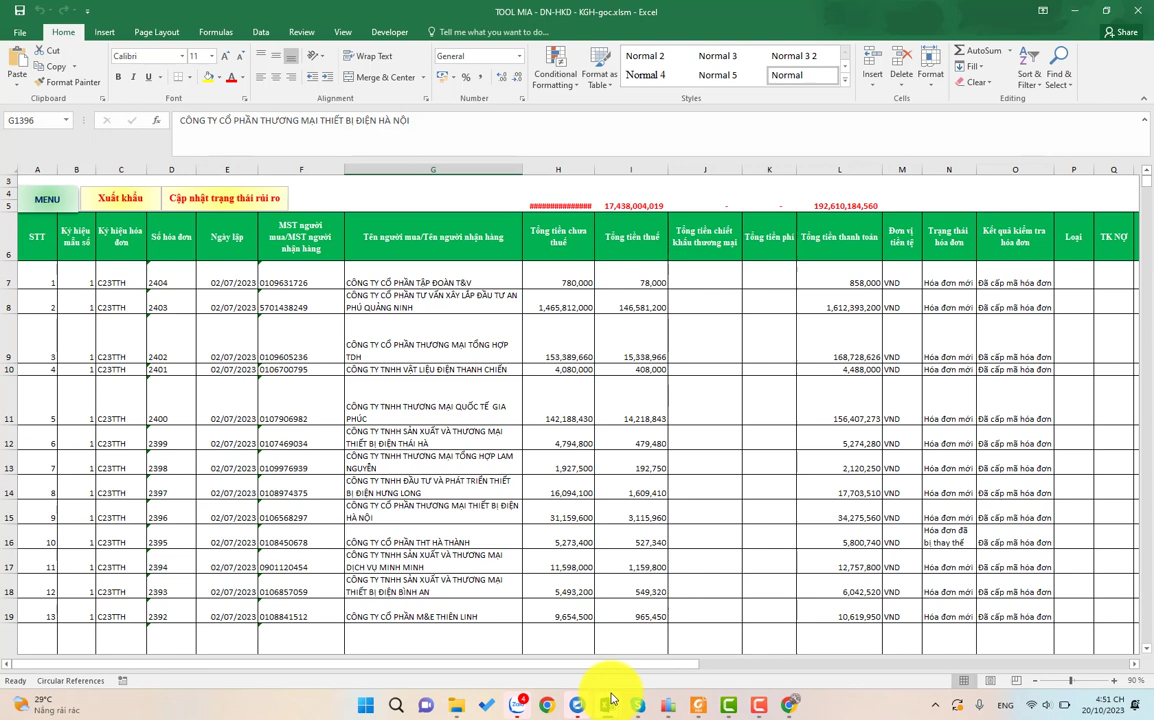 TOOL MIA - DN-HKD - KGH-goc.xlsm - Excel
File Home Insert Page Layout Formulas Data Review View Developer Tell me what you want to do... Share
Paste Cut Copy Format Painter Clipboard
Calibri 11 B I U A Font
Wrap Text Merge & Center Alignment
General % Number
Conditional Formatting Format as Table
Normal 2 Normal 3 Normal 3 2
Normal 4 Normal 5 Normal
Styles
Insert Delete Format Cells
AutoSum Fill Clear Sort & Filter Find & Select Editing
G1396 fx CÔNG TY CỔ PHẦN THƯƠNG MẠI THIẾT BỊ ĐIỆN HÀ NỘI
A B C D E F G H I J K L M N O P Q
3
4 MENU Xuất khẩu Cập nhật trạng thái rủi ro
5 ############### 17,438,004,019 - - 192,610,184,560
6 STT Ký hiệu mẫu số Ký hiệu hóa đơn Số hóa đơn Ngày lập MST người mua/MST người nhận hàng Tên người mua/Tên người nhận hàng Tổng tiền chưa thuế Tổng tiền thuế Tổng tiền chiết khấu thương mại Tổng tiền phí Tổng tiền thanh toán Đơn vị tiền tệ Trạng thái hóa đơn Kết quả kiểm tra hóa đơn Loại TK NỢ
7 1 1 C23TTH 2404 02/07/2023 0109631726 CÔNG TY CỔ PHẦN TẬP ĐOÀN T&V 780,000 78,000 858,000 VND Hóa đơn mới Đã cấp mã hóa đơn
8 2 1 C23TTH 2403 02/07/2023 5701438249 CÔNG TY CỔ PHẦN TƯ VẤN XÂY LẮP ĐẦU TƯ AN PHÚ QUẢNG NINH 1,465,812,000 146,581,200 1,612,393,200 VND Hóa đơn mới Đã cấp mã hóa đơn
9 3 1 C23TTH 2402 02/07/2023 0109605236 CÔNG TY CỔ PHẦN THƯƠNG MẠI TỔNG HỢP TDH 153,389,660 15,338,966 168,728,626 VND Hóa đơn mới Đã cấp mã hóa đơn
10 4 1 C23TTH 2401 02/07/2023 0106700795 CÔNG TY TNHH VẬT LIỆU ĐIỆN THANH CHIẾN 4,080,000 408,000 4,488,000 VND Hóa đơn mới Đã cấp mã hóa đơn
11 5 1 C23TTH 2400 02/07/2023 0107906982 CÔNG TY TNHH THƯƠNG MẠI QUỐC TẾ GIA PHÚC 142,188,430 14,218,843 156,407,273 VND Hóa đơn mới Đã cấp mã hóa đơn
12 6 1 C23TTH 2399 02/07/2023 0107469034 CÔNG TY TNHH SẢN XUẤT VÀ THƯƠNG MẠI THIẾT BỊ ĐIỆN THÁI HÀ 4,794,800 479,480 5,274,280 VND Hóa đơn mới Đã cấp mã hóa đơn
13 7 1 C23TTH 2398 02/07/2023 0109976939 CÔNG TY TNHH THƯƠNG MẠI TỔNG HỢP LAM NGUYỄN 1,927,500 192,750 2,120,250 VND Hóa đơn mới Đã cấp mã hóa đơn
14 8 1 C23TTH 2397 02/07/2023 0108974375 CÔNG TY TNHH ĐẦU TƯ VÀ PHÁT TRIỂN THIẾT BỊ ĐIỆN HƯNG LONG 16,094,100 1,609,410 17,703,510 VND Hóa đơn mới Đã cấp mã hóa đơn
15 9 1 C23TTH 2396 02/07/2023 0106568297 CÔNG TY CỔ PHẦN THƯƠNG MẠI THIẾT BỊ ĐIỆN HÀ NỘI 31,159,600 3,115,960 34,275,560 VND Hóa đơn mới Đã cấp mã hóa đơn
16 10 1 C23TTH 2395 02/07/2023 0108450678 CÔNG TY CỔ PHẦN THT HÀ THÀNH 5,273,400 527,340 5,800,740 VND Hóa đơn đã bị thay thế Đã cấp mã hóa đơn
17 11 1 C23TTH 2394 02/07/2023 0901120454 CÔNG TY TNHH SẢN XUẤT VÀ THƯƠNG MẠI DỊCH VỤ MINH MINH 11,598,000 1,159,800 12,757,800 VND Hóa đơn mới Đã cấp mã hóa đơn
18 12 1 C23TTH 2393 02/07/2023 0106857059 CÔNG TY TNHH SẢN XUẤT VÀ THƯƠNG MẠI THIẾT BỊ ĐIỆN BÌNH AN 5,493,200 549,320 6,042,520 VND Hóa đơn mới Đã cấp mã hóa đơn
19 13 1 C23TTH 2392 02/07/2023 0108841512 CÔNG TY CỔ PHẦN M&E THIÊN LINH 9,654,500 965,450 10,619,950 VND Hóa đơn mới Đã cấp mã hóa đơn
Ready Circular References 90 %
29°C
Nắng rải rác
Zalo 4
4:51 CH
20/10/2023